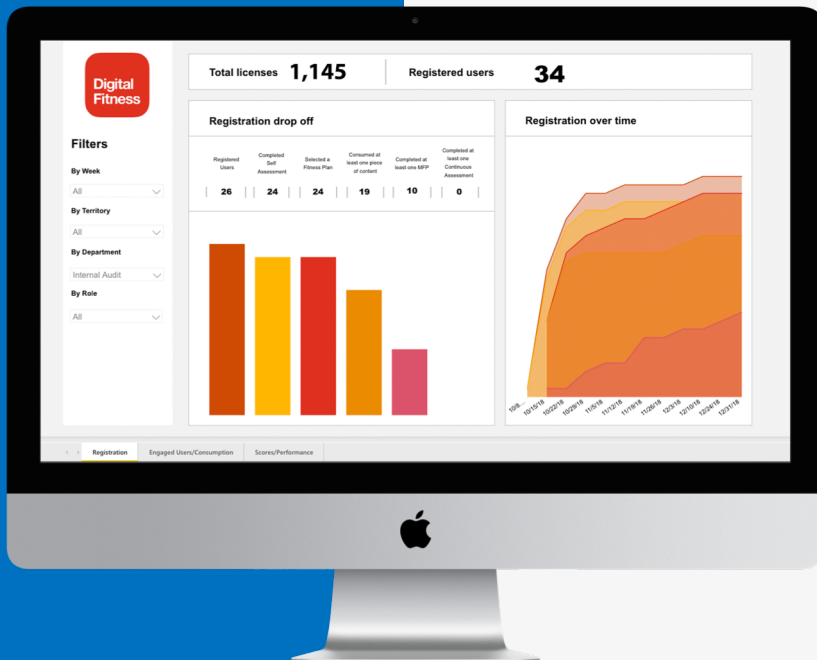 Digital
Fitness
Total licenses 1,145
Registered users 34
Filters
By Week
All
By Territory
All
By Department
Internal Audit
By Role
All
Registration drop off
Registered
Users
26
Completed
Self
Assessment
24
Selected a
Fitness Plan
24
Consumed at
least one piece
of content
19
Completed at
least one MFP
10
Completed at
least one
Continuous
Assessment
0
Registration over time
10/8...
10/15/18
10/22/18
10/29/18
11/5/18
11/12/18
11/19/18
11/26/18
12/3/18
12/10/18
12/24/18
12/31/18
Registration
Engaged Users/Consumption
Scores/Performance